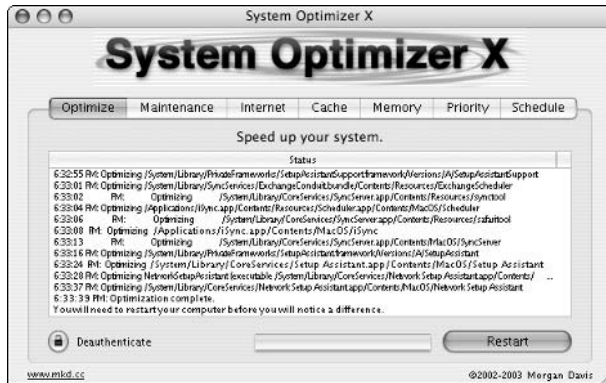 System Optimizer X
System Optimizer X
Optimize Maintenance Internet Cache Memory Priority Schedule
Speed up your system.
Status
6:32:55 PM: Optimizing /System/Library/PrivateFrameworks/SetupAssistantSupport.framework/Versions/A/SetupAssistantSupport
6:33:01 PM: Optimizing /System/Library/SyncServices/ExchangeConduit.bundle/Contents/Resources/ExchangeScheduler
6:33:02 PM: Optimizing /System/Library/CoreServices/SyncServer.app/Contents/Resources/synctool
6:33:04 PM: Optimizing /Applications/iSync.app/Contents/Resources/Scheduler.app/Contents/MacOS/Scheduler
6:33:06 PM: Optimizing /System/Library/CoreServices/SyncServer.app/Contents/Resources/safaritool
6:33:08 PM: Optimizing /Applications/iSync.app/Contents/MacOS/iSync
6:33:13 PM: Optimizing /System/Library/CoreServices/SyncServer.app/Contents/MacOS/SyncServer
6:33:16 PM: Optimizing /System/Library/PrivateFrameworks/SetupAssistant.framework/Versions/A/SetupAssistant
6:33:24 PM: Optimizing /System/Library/CoreServices/Setup Assistant.app/Contents/MacOS/Setup Assistant
6:33:28 PM: Optimizing NetworkSetupAssistant (executable /System/Library/CoreServices/Network Setup Assistant.app/Contents/ ...
6:33:37 PM: Optimizing /System/Library/CoreServices/Network Setup Assistant.app/Contents/MacOS/Network Setup Assistant
6:33:39 PM: Optimization complete.
You will need to restart your computer before you will notice a difference.
Deauthenticate Restart
www.mkd.cc ©2002-2003 Morgan Davis